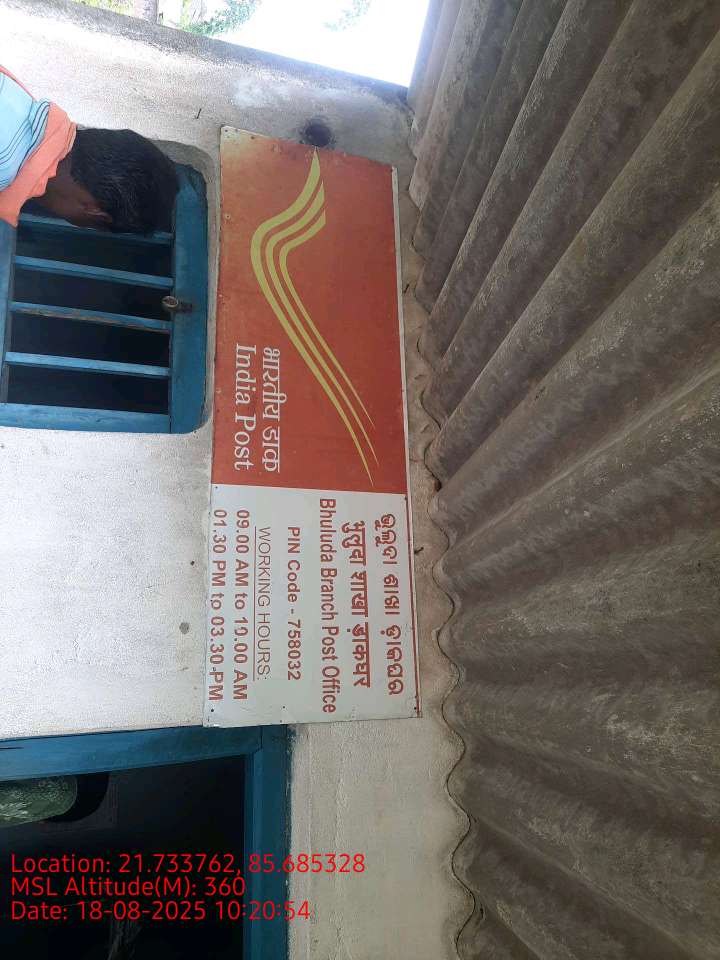 भारतीय डाक
India Post
ଭୁଲୁଦା ଶାଖା ଡ଼ାକଘର
भुलुदा शाखा ड़ाकघर
Bhuluda Branch Post Office
PIN Code - 758032
WORKING HOURS:
09.00 AM to 10.00 AM
01.30 PM to 03.30 PM
Location: 21.733762, 85.685328
MSL Altitude(M): 360
Date: 18-08-2025 10:20:54